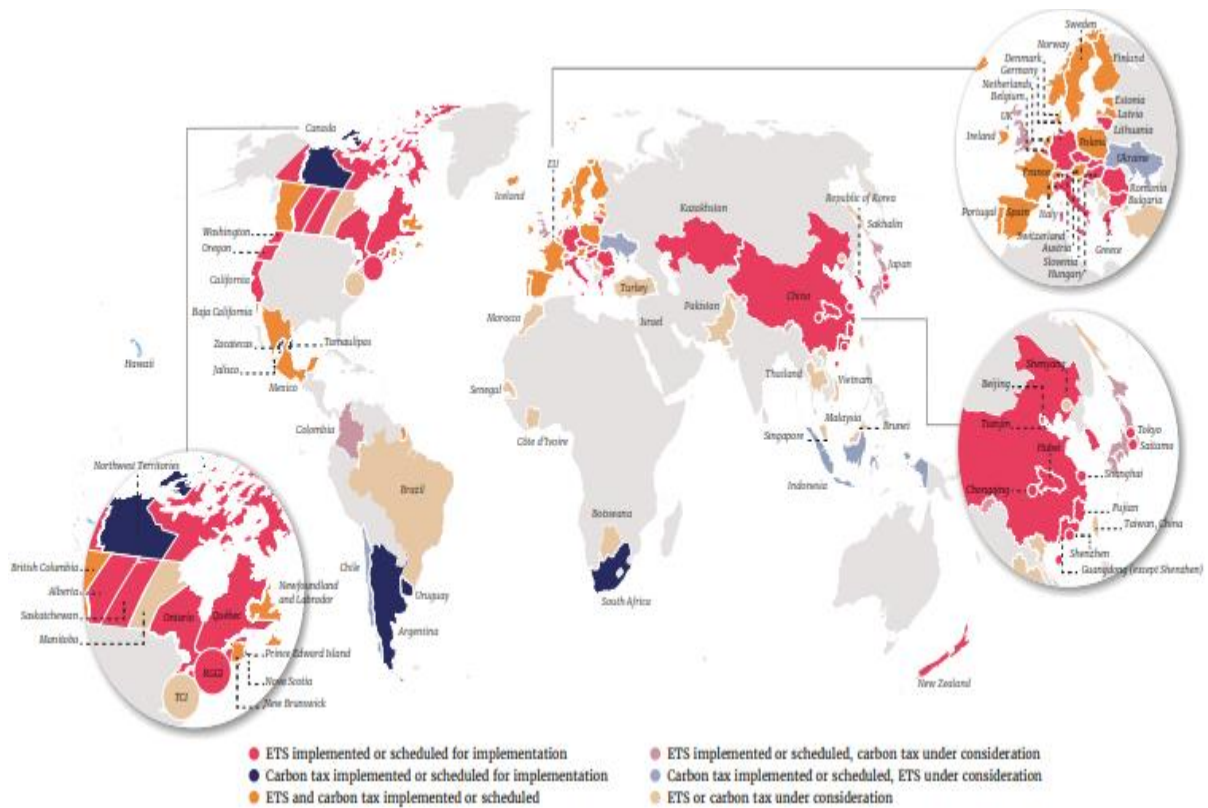 Sweden
Norway
Denmark
Germany
Netherlands
Belgium
UK
Ireland
Finland
Estonia
Latvia
Lithuania
Poland
Ukraine
France
Romania
Bulgaria
Portugal
Spain
Italy
Switzerland
Austria
Slovenia
Hungary
Greece
Canada
EU
Iceland
Republic of Korea
Sakhalin
Kazakhstan
Washington
Oregon
California
Japan
China
Baja California
Turkey
Pakistan
Morocco
Israel
Zacatecas
Tamaulipas
Hawaii
Jalisco
Mexico
Thailand
Vietnam
Senegal
Malaysia
Brunei
Colombia
Côte d'Ivoire
Singapore
Indonesia
Brazil
Botswana
Chile
Uruguay
South Africa
Argentina
New Zealand
Shenyang
Beijing
Tianjin
Tokyo
Saitama
Hubei
Shanghai
Chongqing
Fujian
Taiwan, China
Shenzhen
Guangdong (except Shenzhen)
Northwest Territories
British Columbia
Alberta
Saskatchewan
Manitoba
Ontario
Québec
Newfoundland
and Labrador
Prince Edward Island
Nova Scotia
New Brunswick
RGGI
TCI
ETS implemented or scheduled for implementation
Carbon tax implemented or scheduled for implementation
ETS and carbon tax implemented or scheduled
ETS implemented or scheduled, carbon tax under consideration
Carbon tax implemented or scheduled, ETS under consideration
ETS or carbon tax under consideration